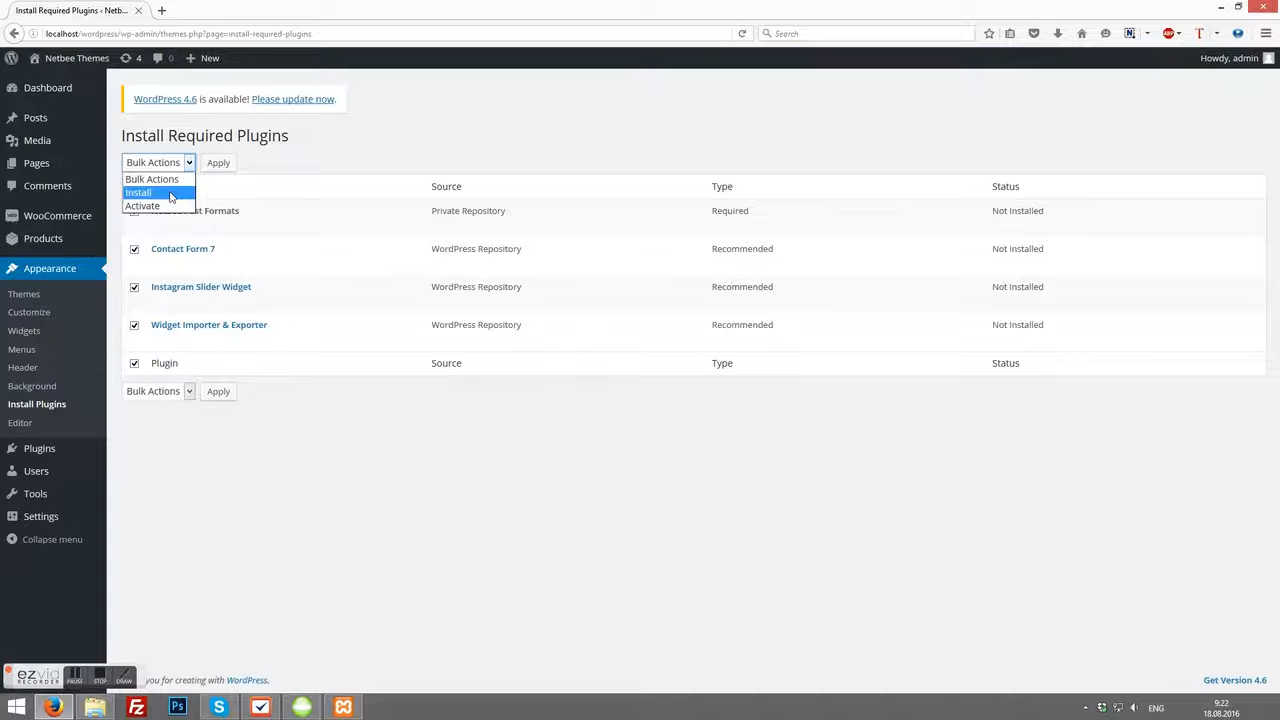 Install Required Plugins ‹ Netb...
localhost/wordpress/wp-admin/themes.php?page=install-required-plugins
Search
Netbee Themes
4
0
New
Howdy, admin
Dashboard
Posts
Media
Pages
Comments
WooCommerce
Products
Appearance
Themes
Customize
Widgets
Menus
Header
Background
Install Plugins
Editor
Plugins
Users
Tools
Settings
Collapse menu
WordPress 4.6 is available! Please update now.
Install Required Plugins
Bulk Actions
Apply
Bulk Actions
Install
Activate
Source
Type
Status
Formats
Private Repository
Required
Not Installed
Contact Form 7
WordPress Repository
Recommended
Not Installed
Instagram Slider Widget
WordPress Repository
Recommended
Not Installed
Widget Importer & Exporter
WordPress Repository
Recommended
Not Installed
Plugin
Source
Type
Status
Bulk Actions
Apply
you for creating with WordPress.
Get Version 4.6
ezvid
RECORDER
PAUSE
STOP
DRAW
ENG
9:22
18.08.2016